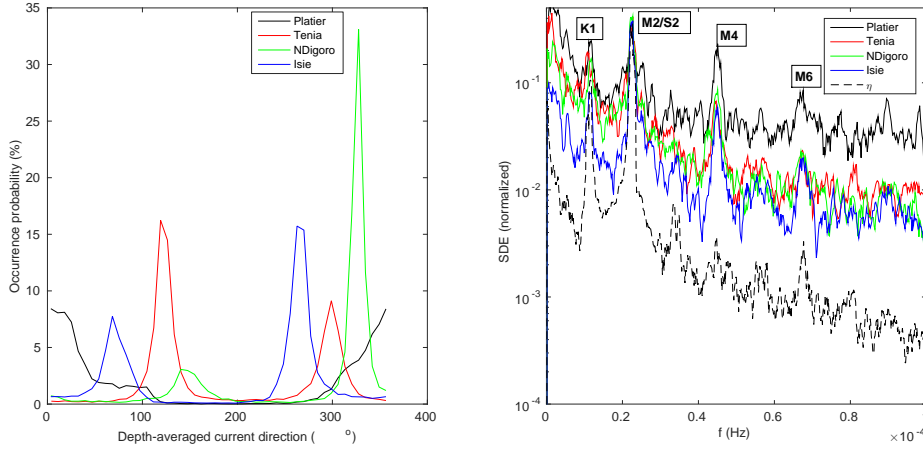 35
30
25
20
15
10
5
0
0
100
200
300
400
Occurrence probability (%)
Depth-averaged current direction ( o)
Platier
Tenia
NDigoro
Isie
10-1
10-2
10-3
10-4
SDE (normalized)
0
0.2
0.4
0.6
0.8
1
f (Hz)
×10-4
K1
M2/S2
M4
M6
Platier
Tenia
NDigoro
Isie
η